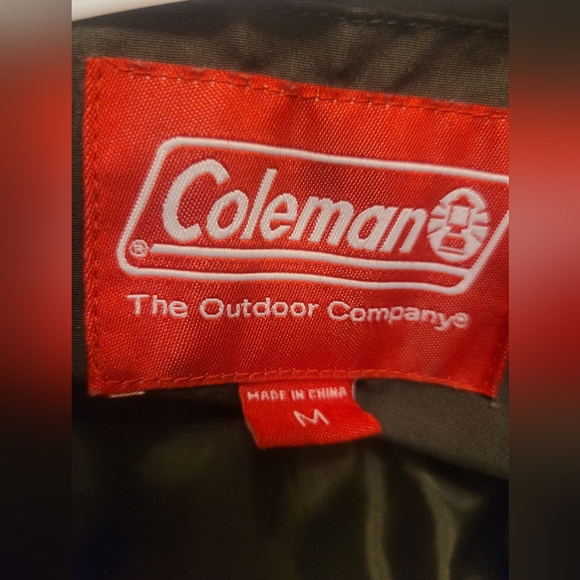 Coleman
®
The Outdoor Company®
MADE IN CHINA
M